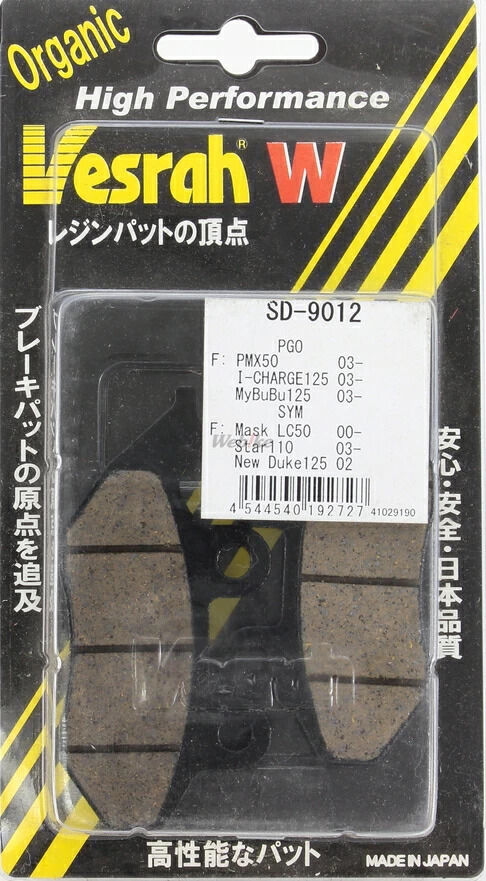 Organic
High Performance
Vesrah® W
レジンパットの頂点
SD-9012
PGO
F: PMX50 03-
I-CHARGE125 03-
MyBuBu125 03-
SYM
F: Mask LC50 00-
Star110 03-
New Duke125 02
Webike
4 544540 192727 41029190
ブレーキパットの原点を追及
安心・安全・日本品質
Vesrah
高性能なパット
MADE IN JAPAN